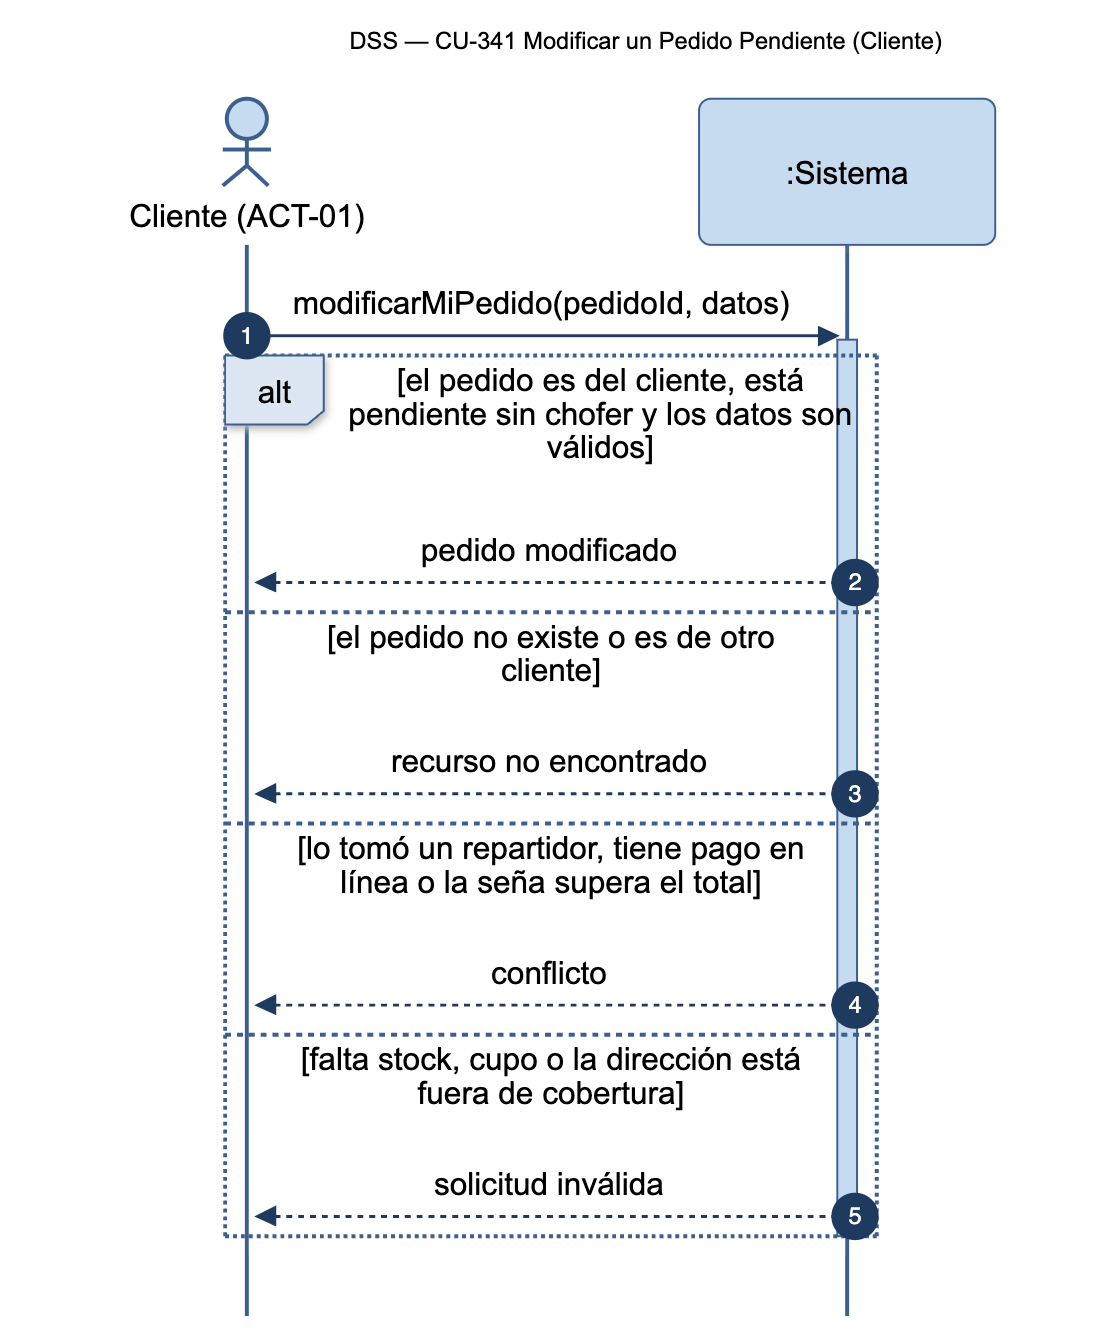 DSS — CU-341 Modificar un Pedido Pendiente (Cliente)
:Sistema
Cliente (ACT-01)
modificarMiPedido(pedidoId, datos)
1
alt
[el pedido es del cliente, está
pendiente sin chofer y los datos son
válidos]
pedido modificado
2
[el pedido no existe o es de otro
cliente]
recurso no encontrado
3
[lo tomó un repartidor, tiene pago en
línea o la seña supera el total]
conflicto
4
[falta stock, cupo o la dirección está
fuera de cobertura]
solicitud inválida
5